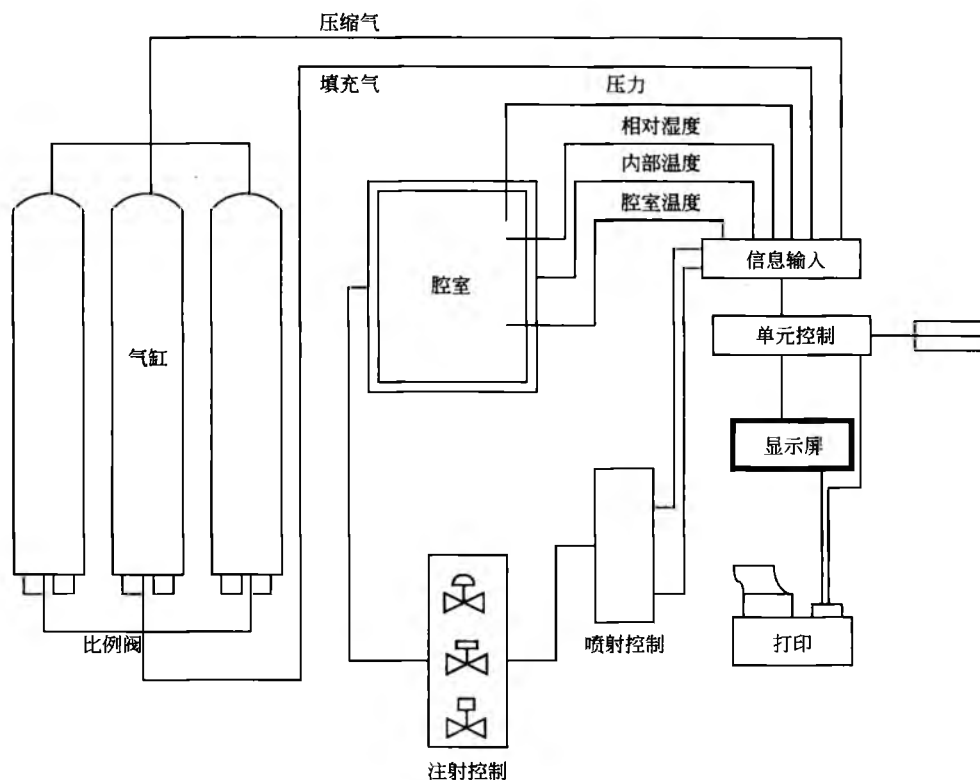 压缩气
填充气
压力
相对湿度
内部温度
腔室温度
信息输入
腔室
单元控制
气缸
显示屏
比例阀
喷射控制
打印
注射控制